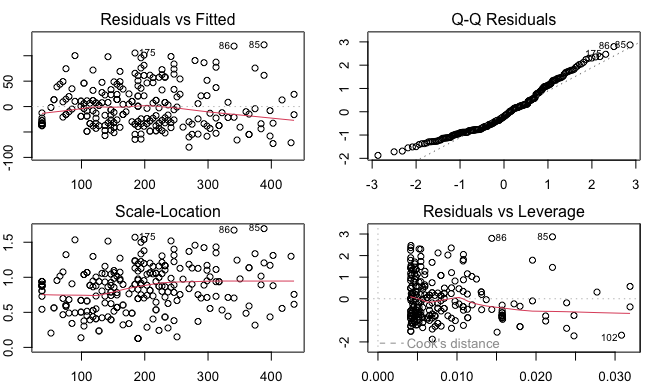 Residuals vs Fitted
-100 0 50
175 86 85
100 200 300 400
Q-Q Residuals
-2 -1 0 1 2 3
175 86 85
-3 -2 -1 0 1 2 3
Scale-Location
0.0 0.5 1.0 1.5
175 86 85
100 200 300 400
Residuals vs Leverage
-2 0 1 2 3
86 85
102
Cook's distance
0.000 0.010 0.020 0.030